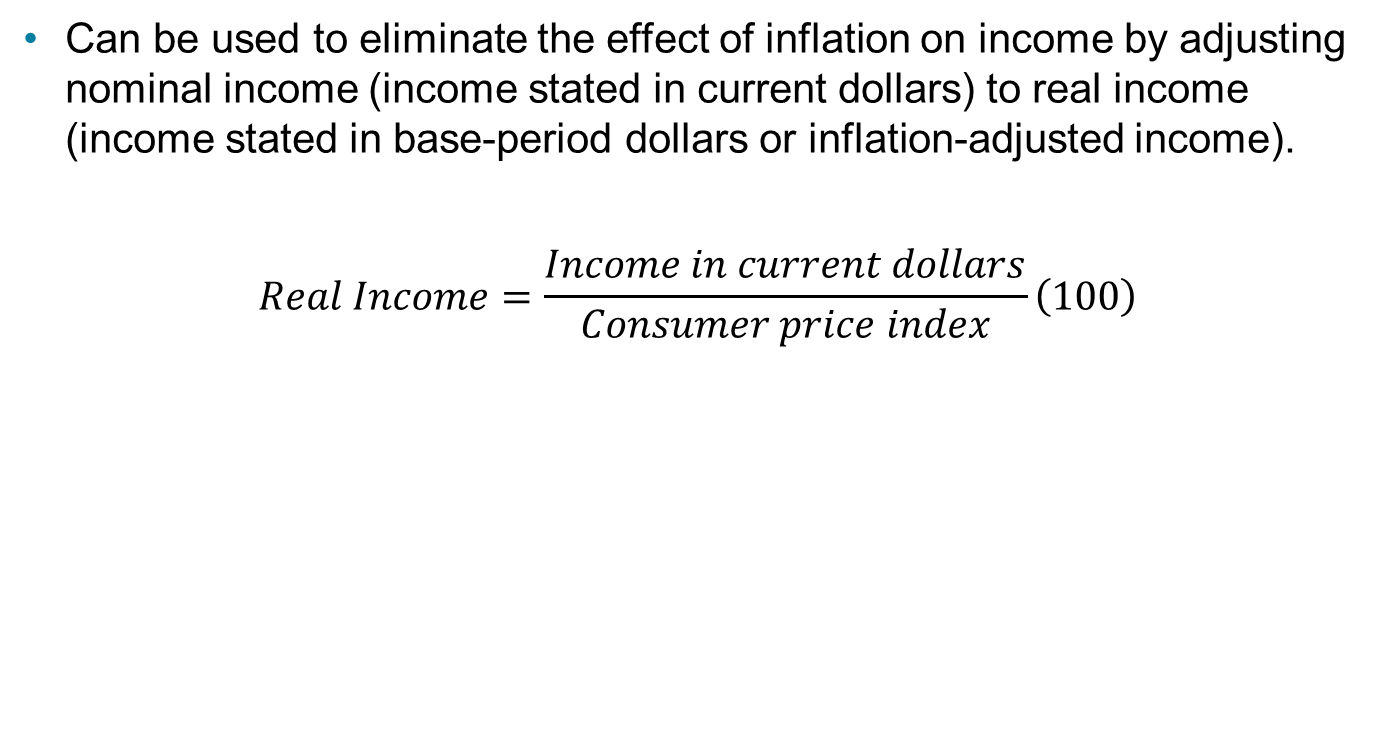 • Can be used to eliminate the effect of inflation on income by adjusting
nominal income (income stated in current dollars) to real income
(income stated in base-period dollars or inflation-adjusted income).
Real Income = Income in current dollars / Consumer price index (100)